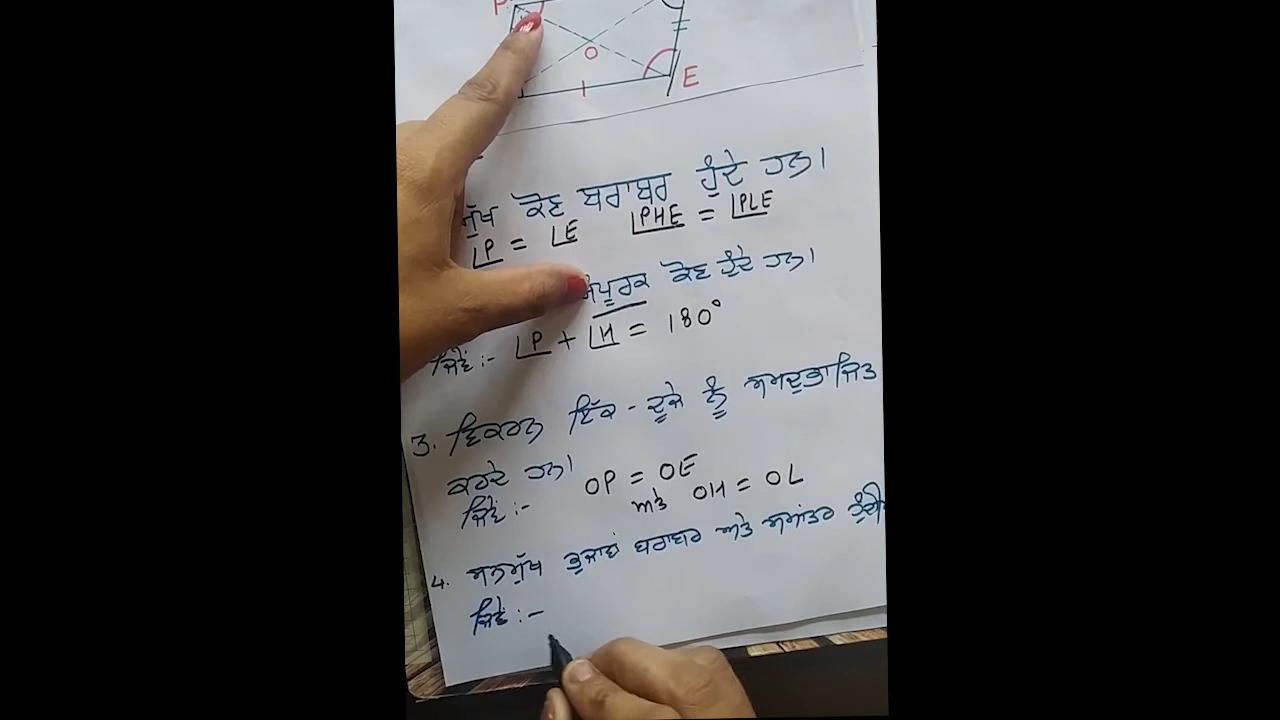 P
O
E
ਕੋਣ ਬਰਾਬਰ ਹੁੰਦੇ ਹਨ।
∠P = ∠E ∠PHE = ∠PLE
ਸੰਪੂਰਕ ਕੋਣ ਹੁੰਦੇ ਹਨ।
ਜਿਵੇਂ :- ∠P + ∠H = 180°
3. ਵਿਕਰਨ ਇੱਕ - ਦੂਜੇ ਨੂੰ ਸਮਦੁਭਾਜਿਤ
ਕਰਦੇ ਹਨ।
ਜਿਵੇਂ :- OP = OE ਅਤੇ OH = OL
4. ਸਨਮੁੱਖ ਭੁਜਾਵਾਂ ਬਰਾਬਰ ਅਤੇ ਸਮਾਂਤਰ
ਜਿਵੇਂ :-